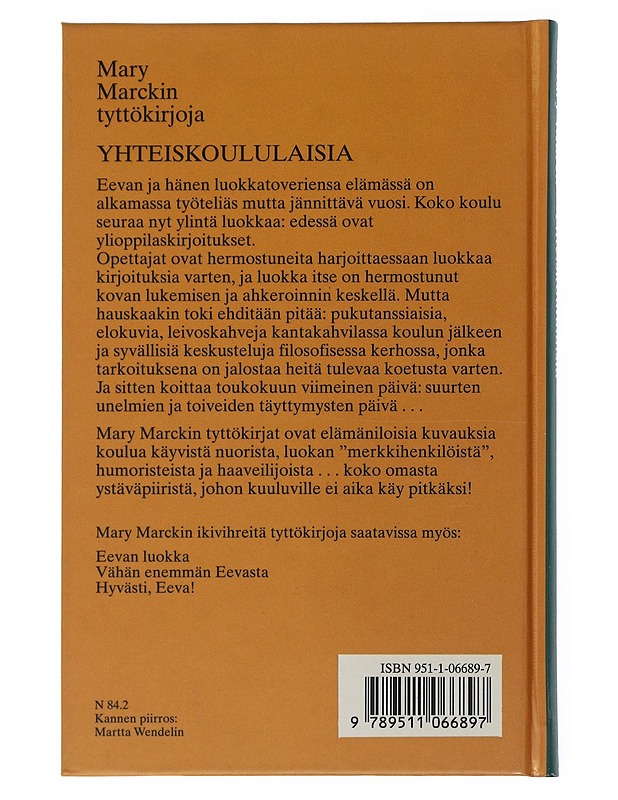 Mary
Marckin
tyttökirjoja
YHTEISKOULULAISIA
Eevan ja hänen luokkatoveriensa elämässä on
alkamassa työteliäs mutta jännittävä vuosi. Koko koulu
seuraa nyt ylintä luokkaa: edessä ovat
ylioppilaskirjoitukset.
Opettajat ovat hermostuneita harjoittaessaan luokkaa
kirjoituksia varten, ja luokka itse on hermostunut
kovan lukemisen ja ahkeroinnin keskellä. Mutta
hauskaakin toki ehditään pitää: pukutanssiaisia,
elokuvia, leivoskahveja kantakahvilassa koulun jälkeen
ja syvällisiä keskusteluja filosofisessa kerhossa, jonka
tarkoituksena on jalostaa heitä tulevaa koetusta varten.
Ja sitten koittaa toukokuun viimeinen päivä: suurten
unelmien ja toiveiden täyttymysten päivä . . .
Mary Marckin tyttökirjat ovat elämäniloisia kuvauksia
koulua käyvistä nuorista, luokan ”merkkihenkilöistä”,
humoristeista ja haaveilijoista . . . koko omasta
ystäväpiiristä, johon kuuluville ei aika käy pitkäksi!
Mary Marckin ikivihreitä tyttökirjoja saatavissa myös:
Eevan luokka
Vähän enemmän Eevasta
Hyvästi, Eeva!
N 84.2
Kannen piirros:
Martta Wendelin
ISBN 951-1-06689-7
9 789511 066897